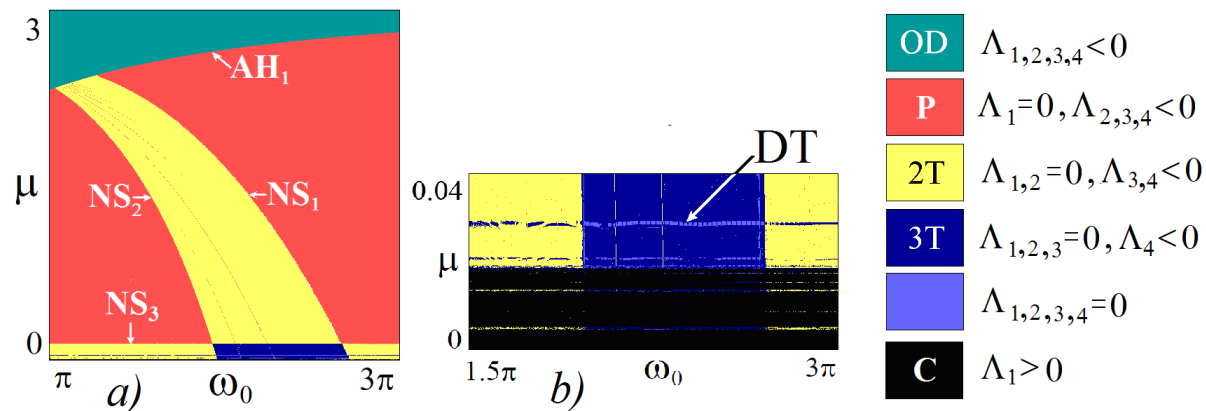 3
AH₁
μ
NS₂
NS₁
NS₃
0
π
ω₀
3π
a)
DT
0.04
μ
0
1.5π
ω₀
3π
b)
OD Λ₁,₂,₃,₄<0
P Λ₁=0, Λ₂,₃,₄<0
2T Λ₁,₂=0, Λ₃,₄<0
3T Λ₁,₂,₃=0, Λ₄<0
Λ₁,₂,₃,₄=0
C Λ₁>0